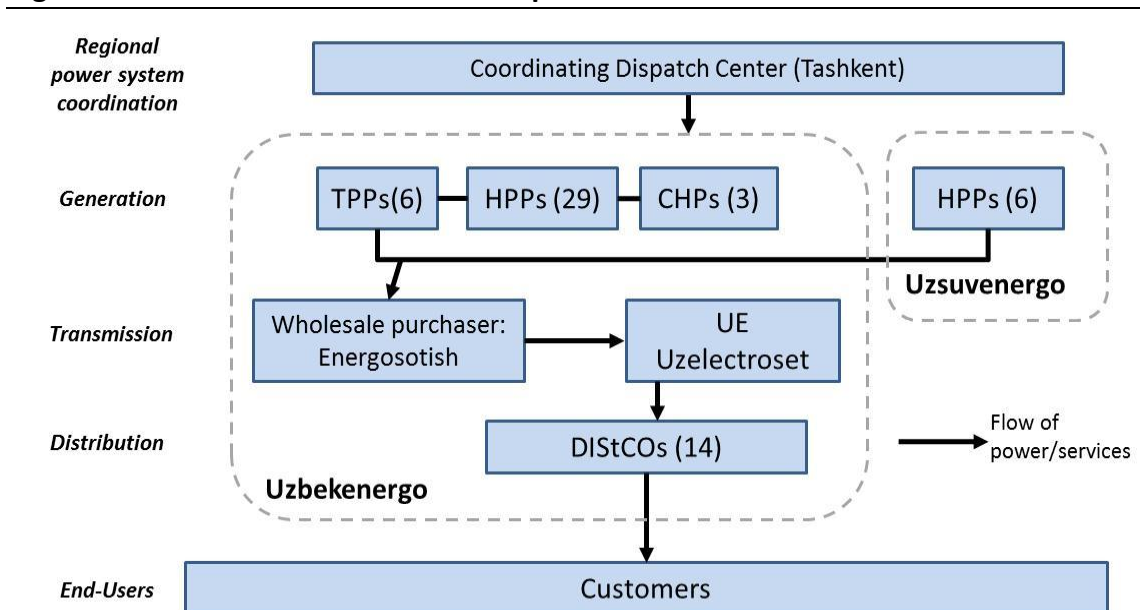 Regional
power system
coordination
Coordinating Dispatch Center (Tashkent)
Generation
TPPs(6)
HPPs (29)
CHPs (3)
HPPs (6)
Uzsuvenergo
Transmission
Wholesale purchaser:
Energosotish
UE
Uzelectroset
Distribution
DIStCOs (14)
Flow of
power/services
Uzbekenergo
End-Users
Customers